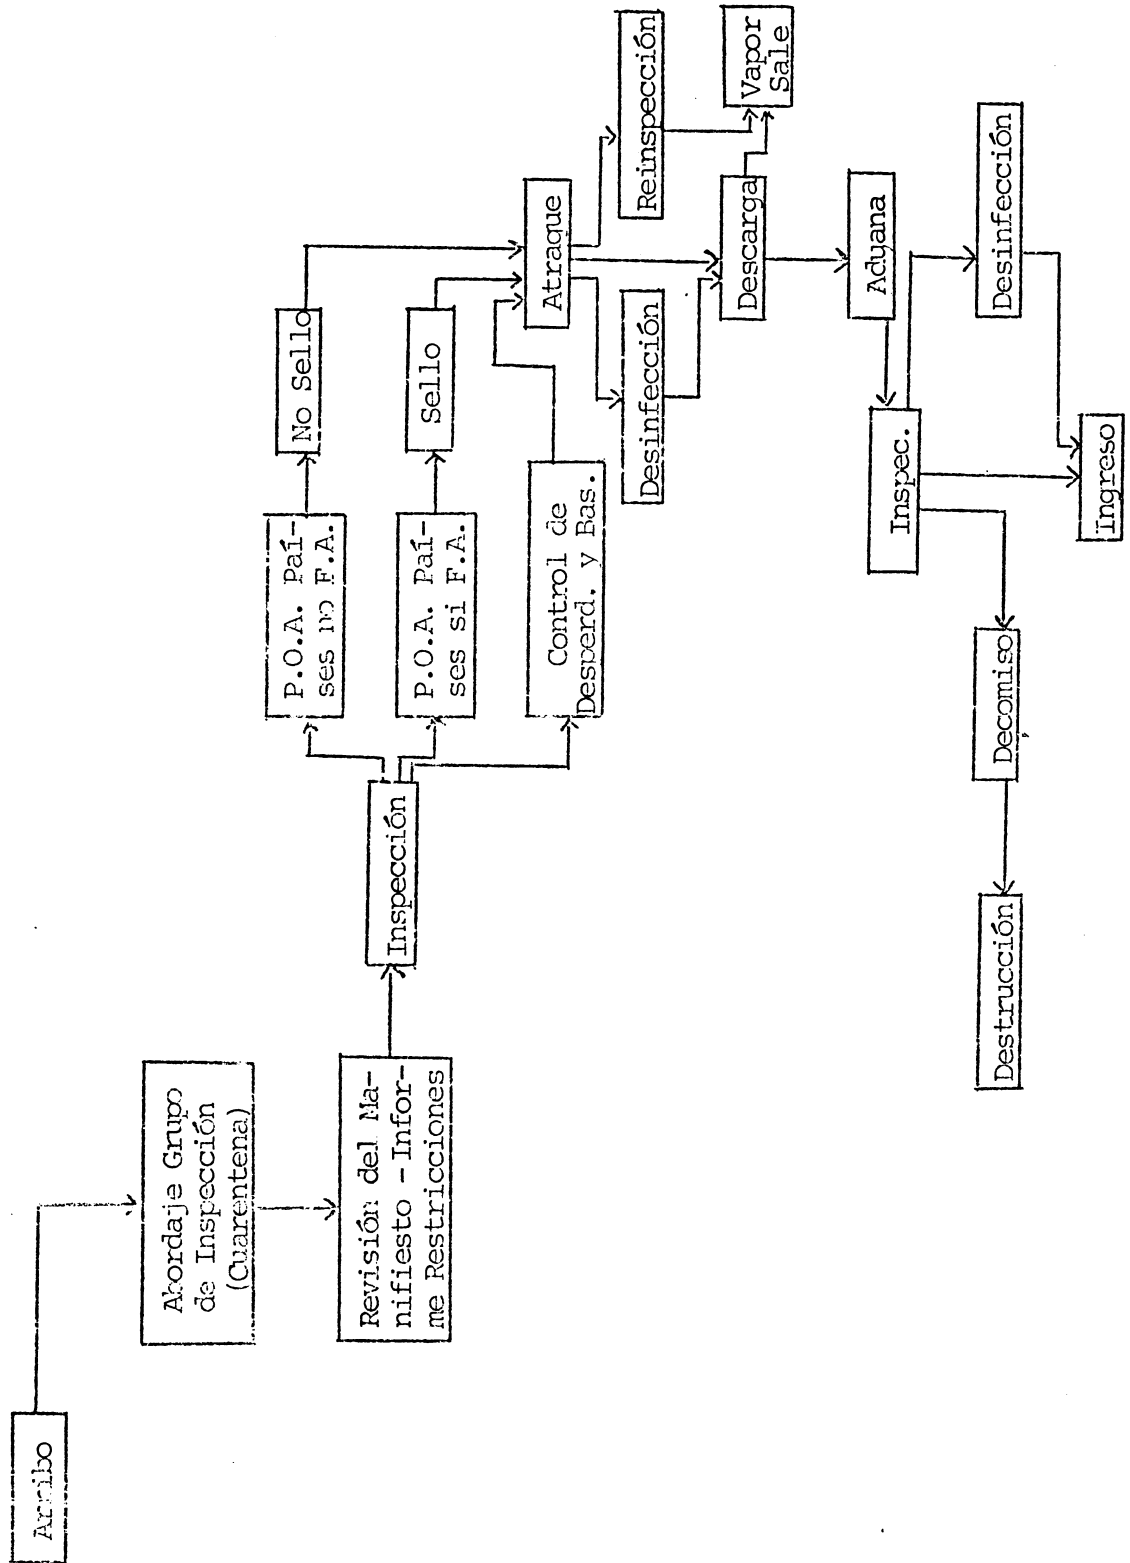 Arribo
Abordaje Grupo
de Inspección
(Cuarentena)
Revisión del Ma-
nifiesto -Infor-
me Restricciones
Inspección
P.O.A. Paí-
ses no F.A.
No Sello
P.O.A. Paí-
ses si F.A.
Sello
Control de
Desperd. y Bas.
Atraque
Reinspección
Desinfección
Vapor
Sale
Descarga
Aduana
Inspec.
Desinfección
Ingreso
Decomiso
Destrucción